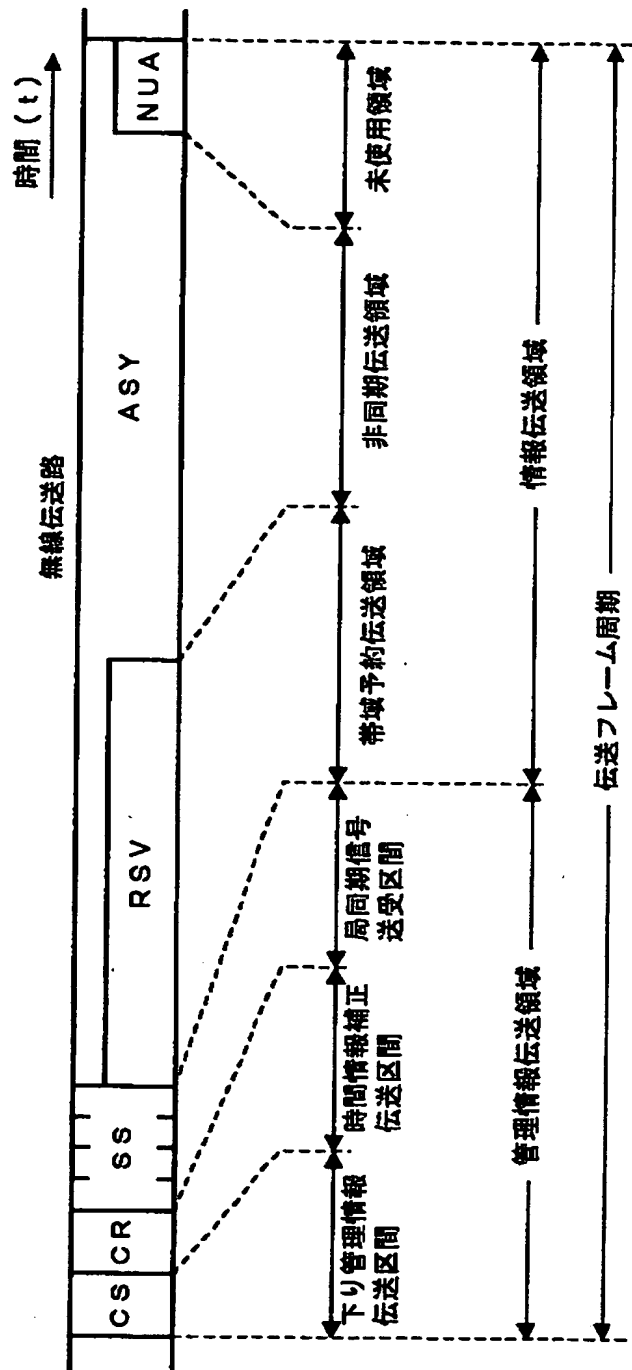 無線伝送路
時間 (t)
CS
CR
SS
RSV
ASY
NUA
下り管理情報
伝送区間
時間情報補正
伝送区間
局同期信号
送受区間
帯域予約伝送領域
非同期伝送領域
未使用領域
管理情報伝送領域
情報伝送領域
伝送フレーム周期